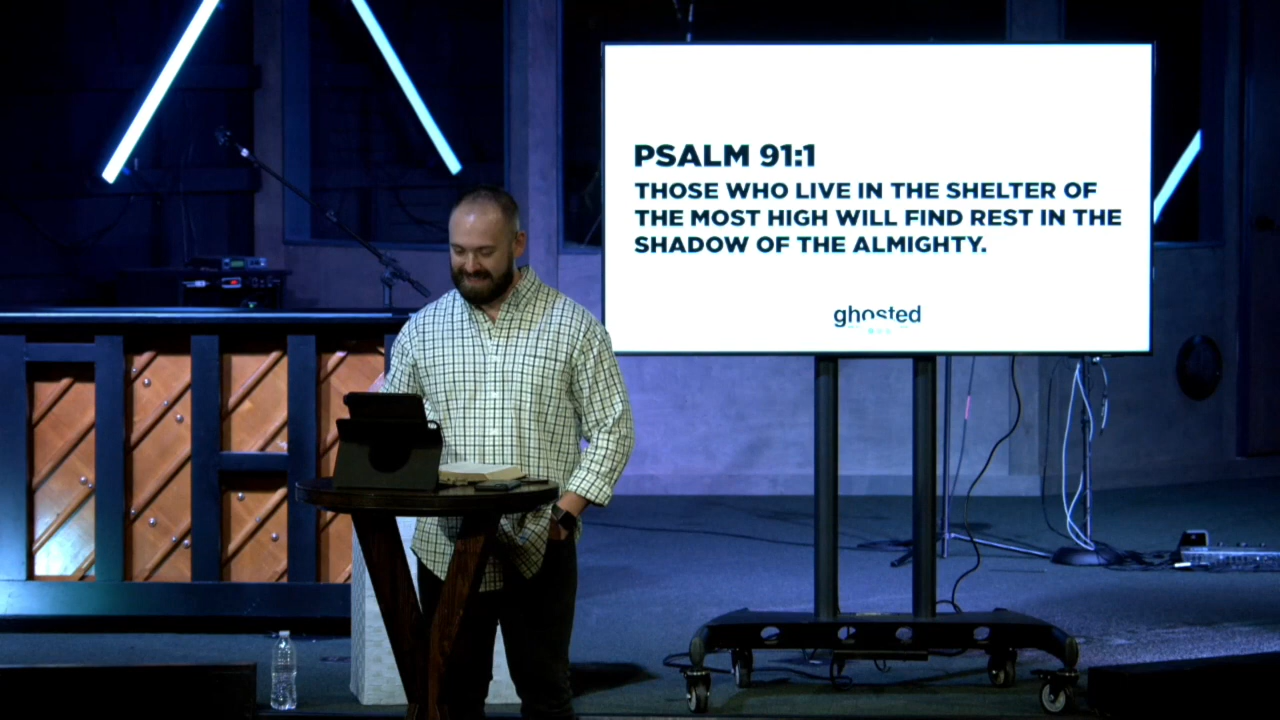 PSALM 91:1
THOSE WHO LIVE IN THE SHELTER OF
THE MOST HIGH WILL FIND REST IN THE
SHADOW OF THE ALMIGHTY.
ghosted